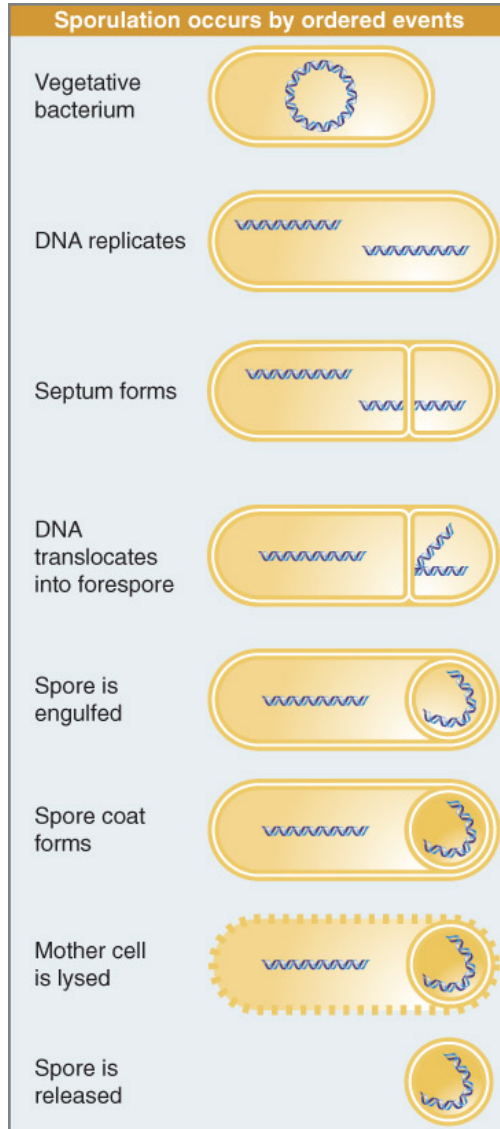 Sporulation occurs by ordered events
Vegetative
bacterium
DNA replicates
Septum forms
DNA
translocates
into forespore
Spore is
engulfed
Spore coat
forms
Mother cell
is lysed
Spore is
released